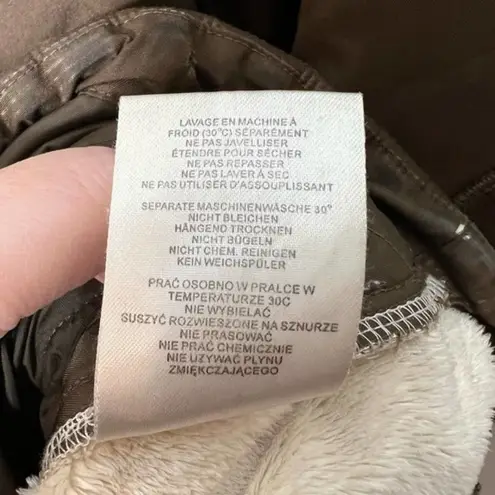 LAVAGE EN MACHINE À
FROID (30°C) SÉPARÉMENT
NE PAS JAVELLISER
ÉTENDRE POUR SÉCHER
NE PAS REPASSER
NE PAS LAVER À SEC
NE PAS UTILISER D'ASSOUPLISSANT
SEPARATE MASCHINENWÄSCHE 30°
NICHT BLEICHEN
HÄNGEND TROCKNEN
NICHT BÜGELN
NICHT CHEM. REINIGEN
KEIN WEICHSPÜLER
PRAĆ OSOBNO W PRALCE W
TEMPERATURZE 30C
NIE WYBIELAĆ
SUSZYĆ ROZWIESZONE NA SZNURZE
NIE PRASOWAĆ
NIE PRAĆ CHEMICZNIE
NIE UZYWAĆ PLYNU
ZMIĘKCZAJĄCEGO